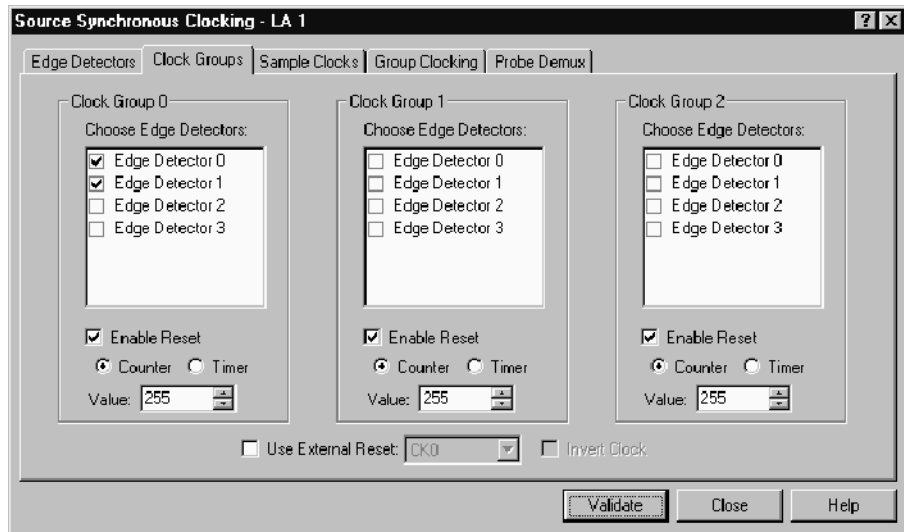 Source Synchronous Clocking - LA 1
Edge Detectors Clock Groups Sample Clocks Group Clocking Probe Demux
Clock Group 0
Choose Edge Detectors:
Edge Detector 0
Edge Detector 1
Edge Detector 2
Edge Detector 3
Enable Reset
Counter Timer
Value: 255
Clock Group 1
Choose Edge Detectors:
Edge Detector 0
Edge Detector 1
Edge Detector 2
Edge Detector 3
Enable Reset
Counter Timer
Value: 255
Clock Group 2
Choose Edge Detectors:
Edge Detector 0
Edge Detector 1
Edge Detector 2
Edge Detector 3
Enable Reset
Counter Timer
Value: 255
Use External Reset: CK0 Invert Clock
Validate Close Help